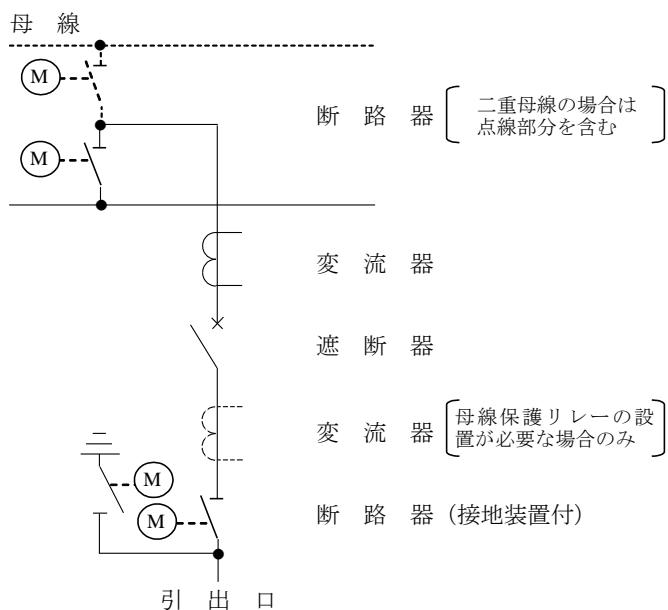 母 線
M
断 路 器
二重母線の場合は
点線部分を含む
M
変 流 器
遮 断 器
変 流 器
母線保護リレーの設
置が必要な場合のみ
M
M
断 路 器 (接地装置付)
引 出 口